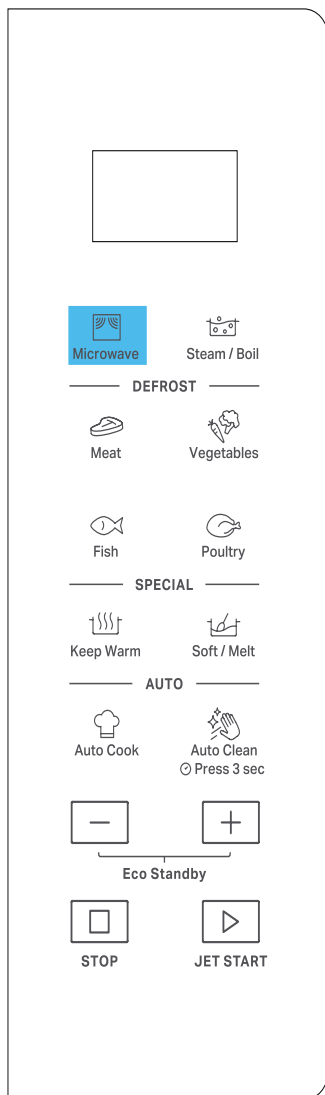 Microwave
Steam / Boil
DEFROST
Meat
Vegetables
Fish
Poultry
SPECIAL
Keep Warm
Soft / Melt
AUTO
Auto Cook
Auto Clean
Press 3 sec
Eco Standby
STOP
JET START